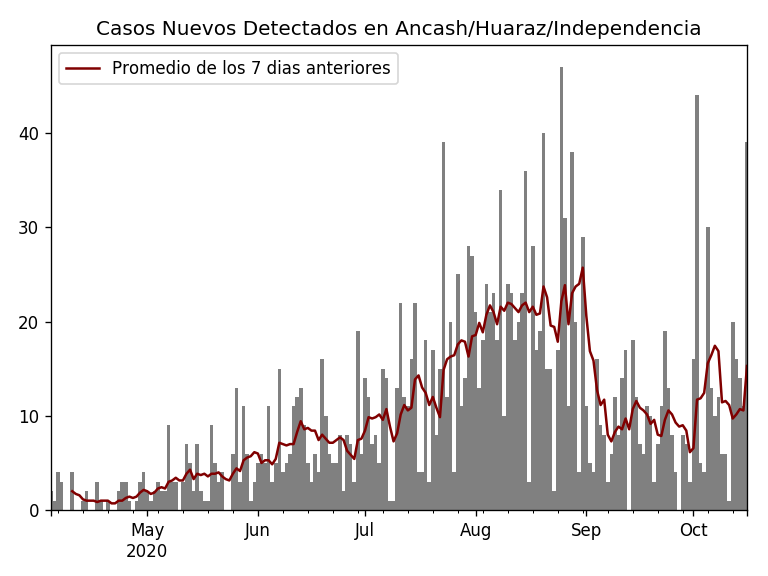 Casos Nuevos Detectados en Ancash/Huaraz/Independencia
Promedio de los 7 dias anteriores
40
30
20
10
0
May Jun Jul Aug Sep Oct
2020